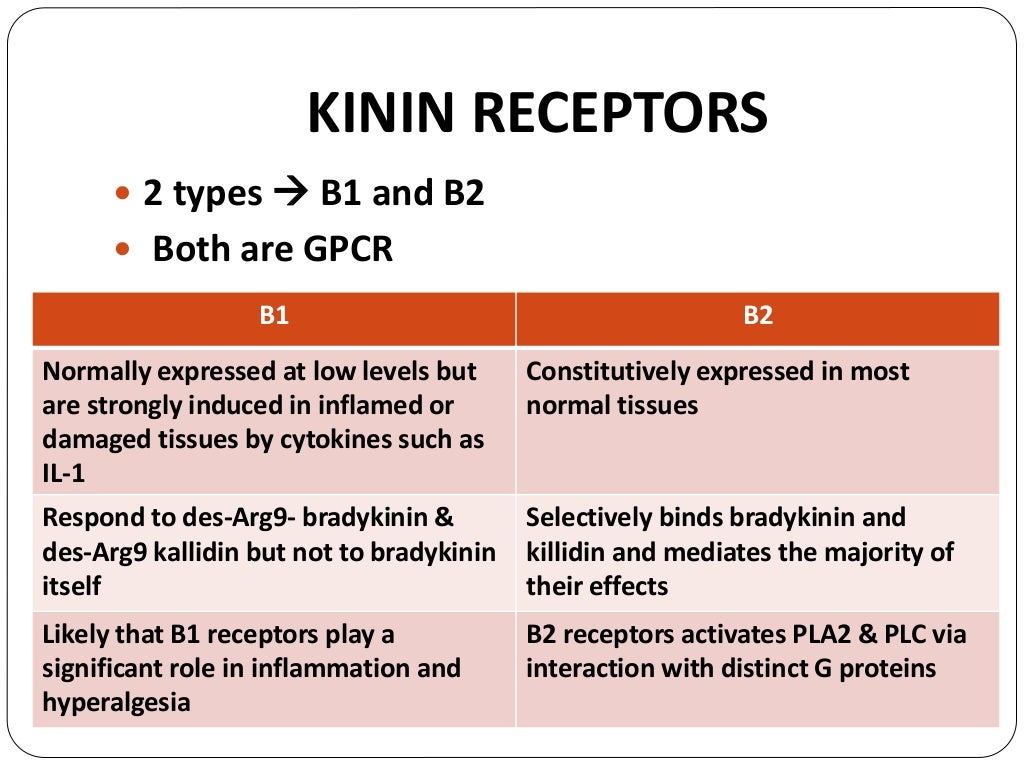 KININ RECEPTORS
• 2 types → B1 and B2
• Both are GPCR
B1
B2
Normally expressed at low levels but
are strongly induced in inflamed or
damaged tissues by cytokines such as
IL-1
Constitutively expressed in most
normal tissues
Respond to des-Arg9- bradykinin &
des-Arg9 kallidin but not to bradykinin
itself
Selectively binds bradykinin and
killidin and mediates the majority of
their effects
Likely that B1 receptors play a
significant role in inflammation and
hyperalgesia
B2 receptors activates PLA2 & PLC via
interaction with distinct G proteins